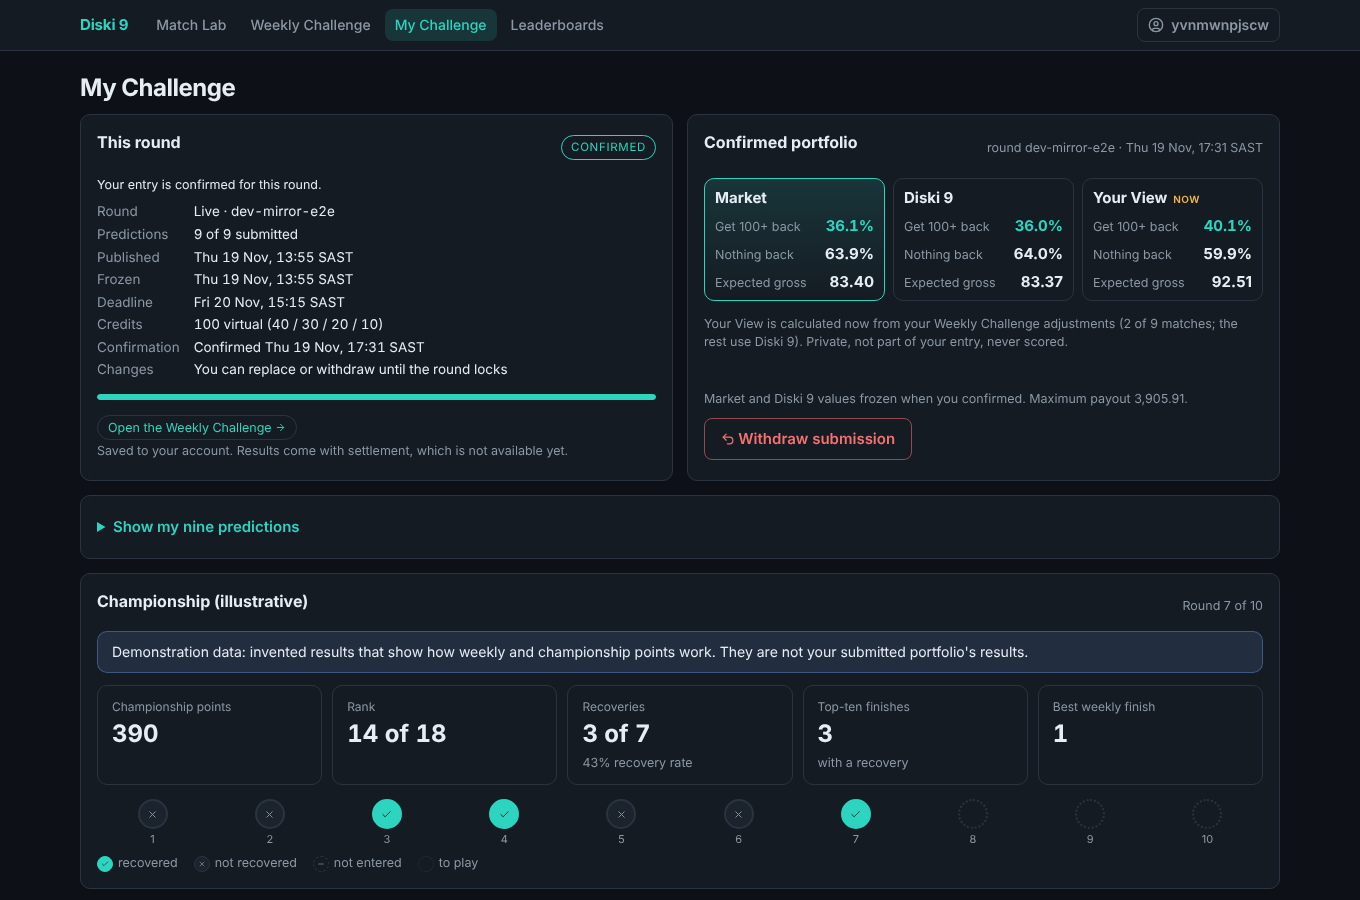 Diski 9 Match Lab Weekly Challenge My Challenge Leaderboards yvnmwnpjscw
My Challenge
This round CONFIRMED
Your entry is confirmed for this round.
Round Live · dev-mirror-e2e
Predictions 9 of 9 submitted
Published Thu 19 Nov, 13:55 SAST
Frozen Thu 19 Nov, 13:55 SAST
Deadline Fri 20 Nov, 15:15 SAST
Credits 100 virtual (40 / 30 / 20 / 10)
Confirmation Confirmed Thu 19 Nov, 17:31 SAST
Changes You can replace or withdraw until the round locks
Open the Weekly Challenge →
Saved to your account. Results come with settlement, which is not available yet.
Confirmed portfolio round dev-mirror-e2e · Thu 19 Nov, 17:31 SAST
Market
Get 100+ back 36.1%
Nothing back 63.9%
Expected gross 83.40
Diski 9
Get 100+ back 36.0%
Nothing back 64.0%
Expected gross 83.37
Your View NOW
Get 100+ back 40.1%
Nothing back 59.9%
Expected gross 92.51
Your View is calculated now from your Weekly Challenge adjustments (2 of 9 matches; the
rest use Diski 9). Private, not part of your entry, never scored.
Market and Diski 9 values frozen when you confirmed. Maximum payout 3,905.91.
Withdraw submission
Show my nine predictions
Championship (illustrative) Round 7 of 10
Demonstration data: invented results that show how weekly and championship points work. They are not your submitted portfolio's results.
Championship points
390
Rank
14 of 18
Recoveries
3 of 7
43% recovery rate
Top-ten finishes
3
with a recovery
Best weekly finish
1
1 2 3 4 5 6 7 8 9 10
recovered not recovered not entered to play